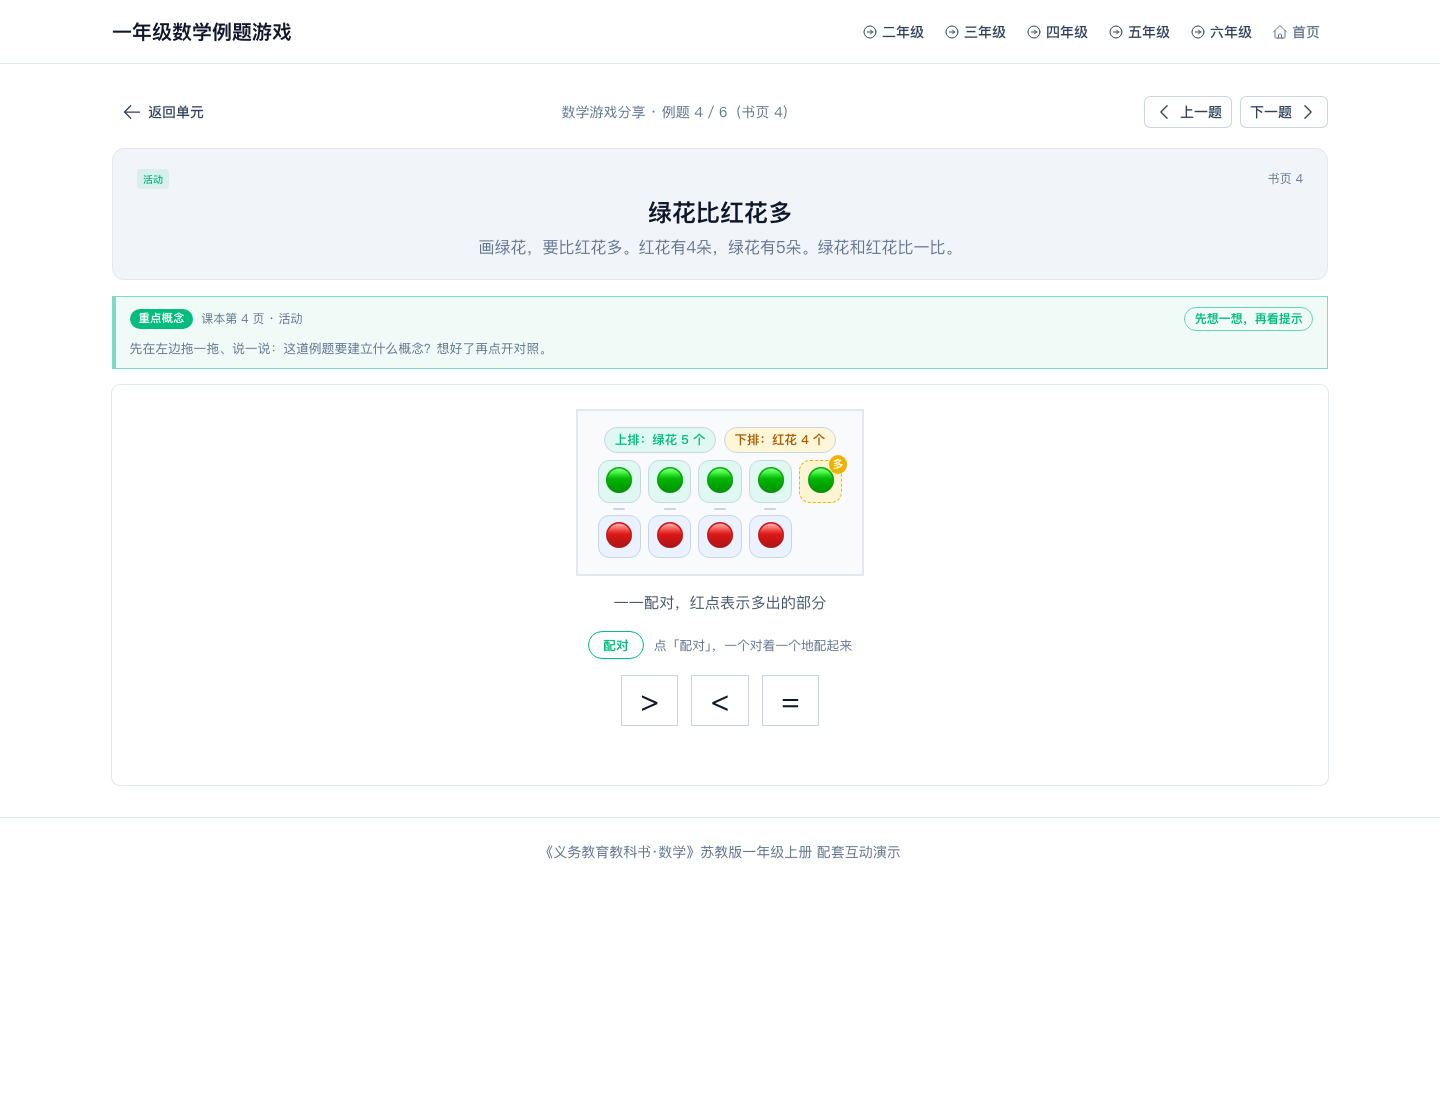 一年级数学例题游戏
二年级 三年级 四年级 五年级 六年级 首页
返回单元
数学游戏分享 · 例题 4 / 6（书页 4）
上一题 下一题
活动
书页 4
绿花比红花多
画绿花，要比红花多。红花有4朵，绿花有5朵。绿花和红花比一比。
重点概念 课本第 4 页 · 活动
先想一想，再看提示
先在左边拖一拖、说一说：这道例题要建立什么概念？想好了再点开对照。
上排：绿花 5 个 下排：红花 4 个
多
一一配对，红点表示多出的部分
配对 点「配对」，一个对着一个地配起来
> < =
《义务教育教科书·数学》苏教版一年级上册 配套互动演示